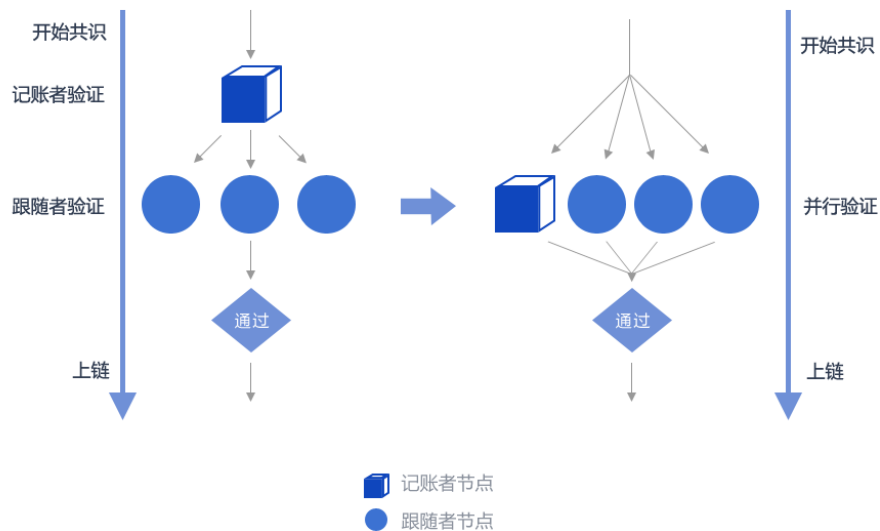 开始共识
记账者验证
跟随者验证
通过
上链
开始共识
并行验证
通过
上链
记账者节点
跟随者节点